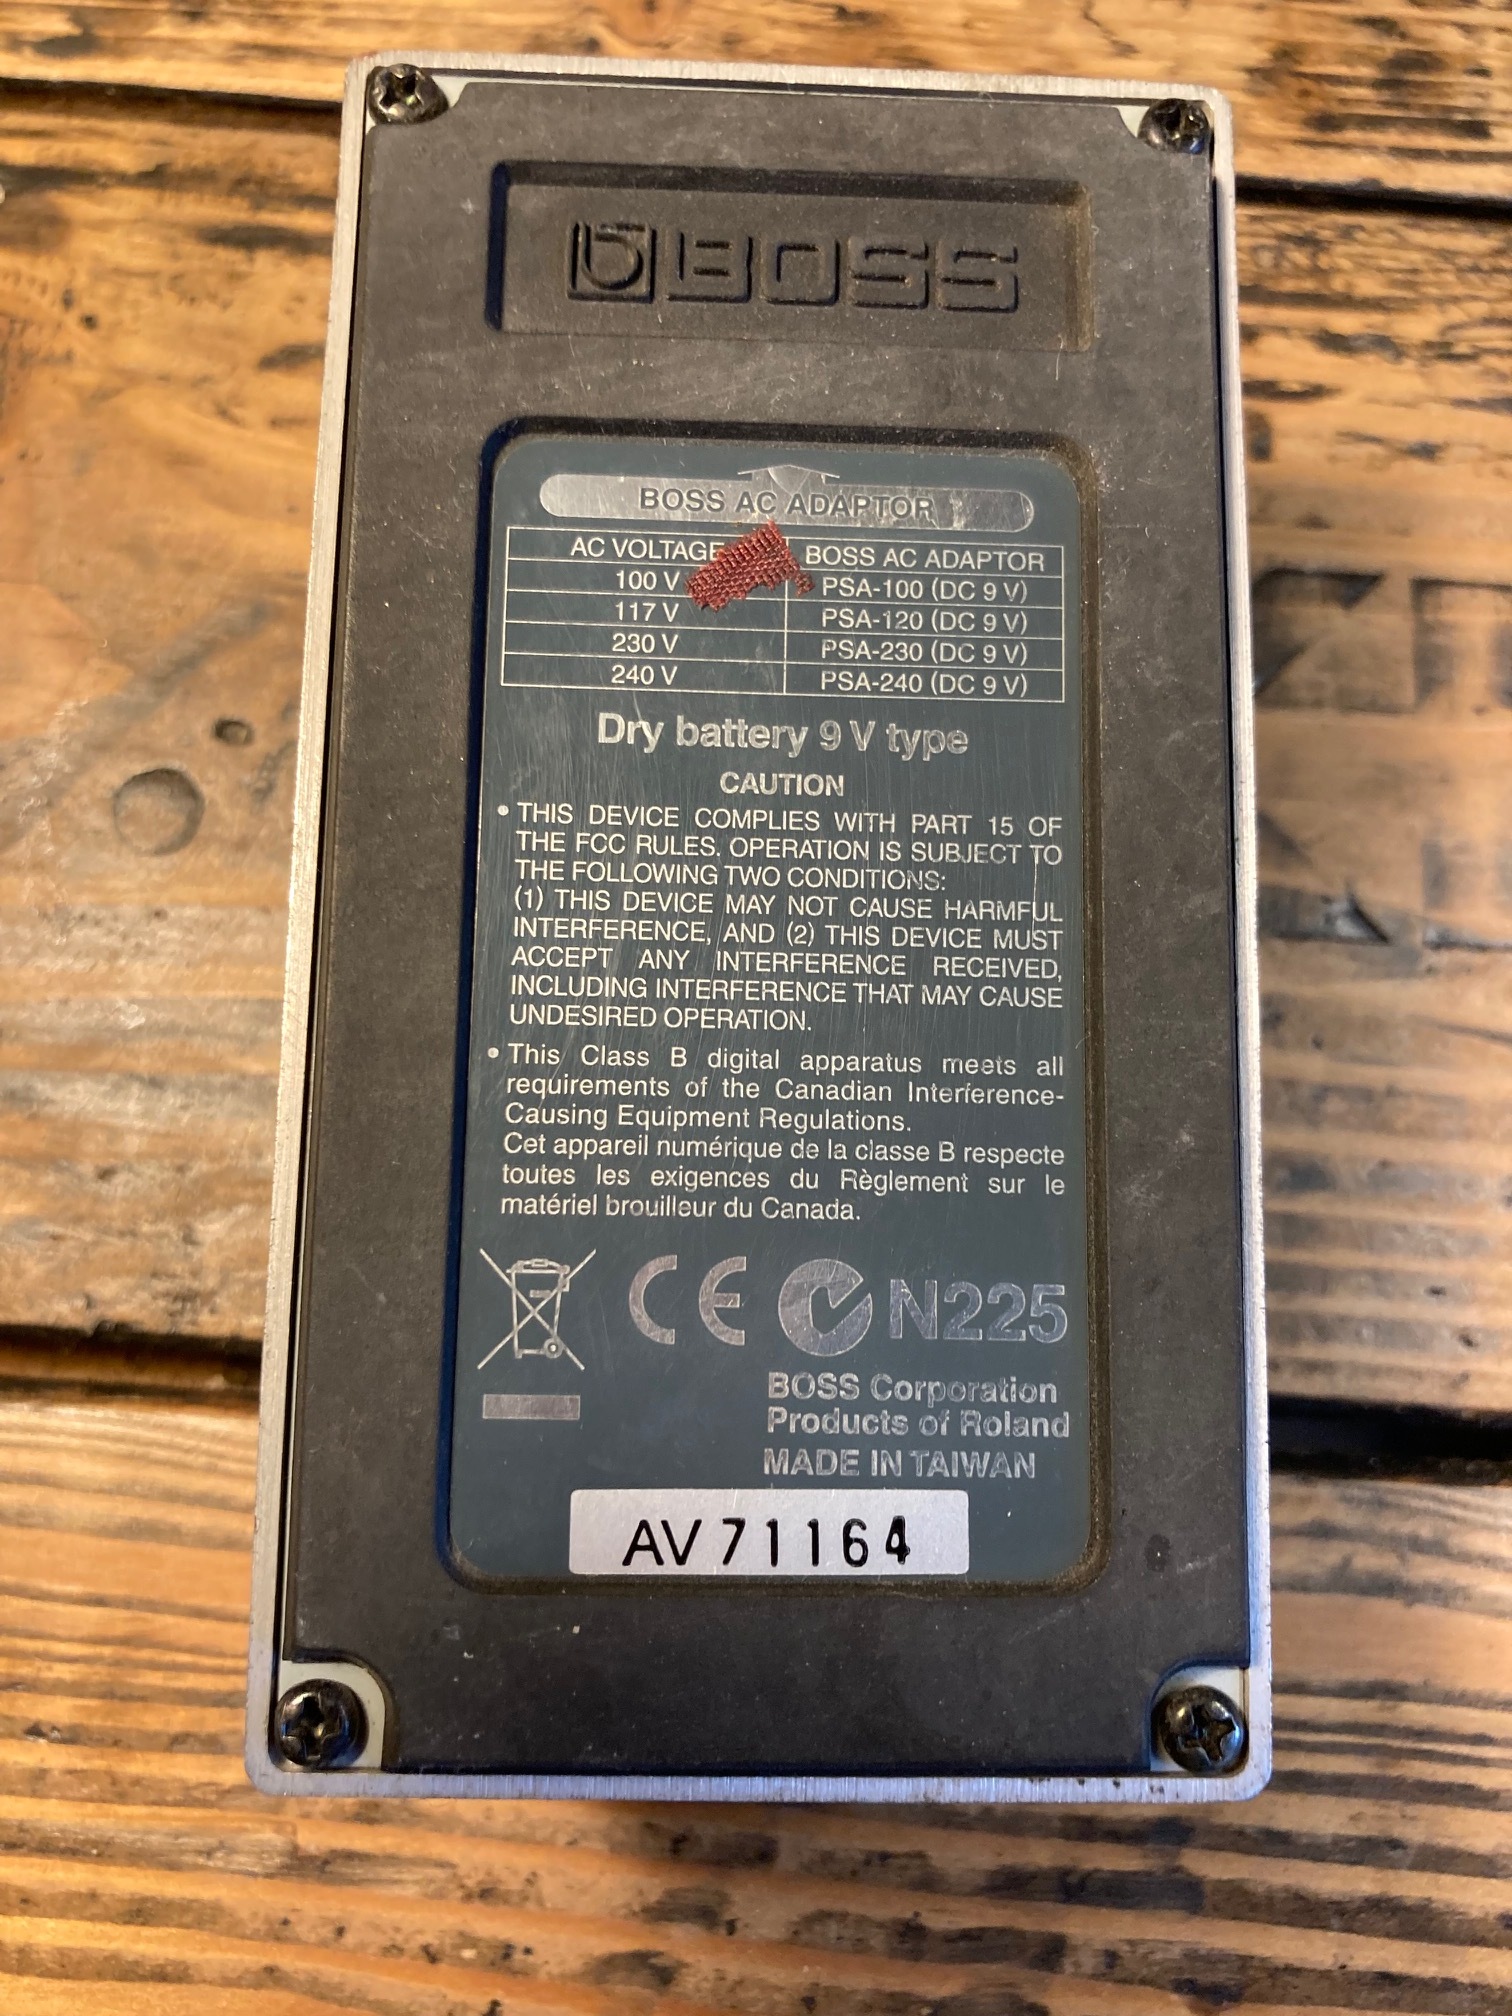 BOSS
BOSS AC ADAPTOR
AC VOLTAGE BOSS AC ADAPTOR
100 V PSA-100 (DC 9 V)
117 V PSA-120 (DC 9 V)
230 V PSA-230 (DC 9 V)
240 V PSA-240 (DC 9 V)
Dry battery 9 V type
CAUTION
• THIS DEVICE COMPLIES WITH PART 15 OF
THE FCC RULES. OPERATION IS SUBJECT TO
THE FOLLOWING TWO CONDITIONS:
(1) THIS DEVICE MAY NOT CAUSE HARMFUL
INTERFERENCE, AND (2) THIS DEVICE MUST
ACCEPT ANY INTERFERENCE RECEIVED,
INCLUDING INTERFERENCE THAT MAY CAUSE
UNDESIRED OPERATION.
• This Class B digital apparatus meets all
requirements of the Canadian Interference-
Causing Equipment Regulations.
Cet appareil numérique de la classe B respecte
toutes les exigences du Règlement sur le
matériel brouilleur du Canada.
CE N225
BOSS Corporation
Products of Roland
MADE IN TAIWAN
AV71164